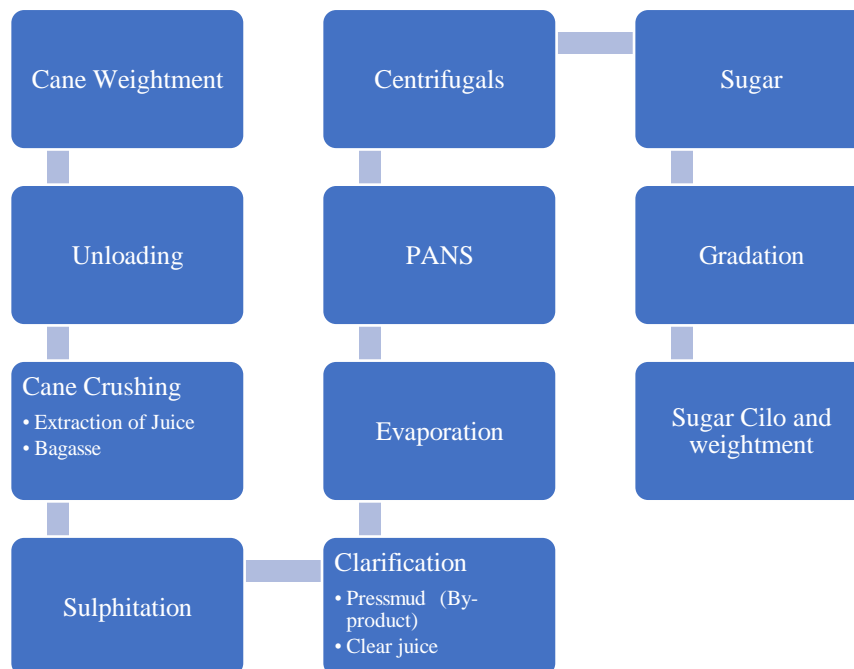 Cane Weightment
Unloading
Cane Crushing
• Extraction of Juice
• Bagasse
Sulphitation
Clarification
• Pressmud (By-
product)
• Clear juice
Evaporation
PANS
Centrifugals
Sugar
Gradation
Sugar Cilo and
weightment